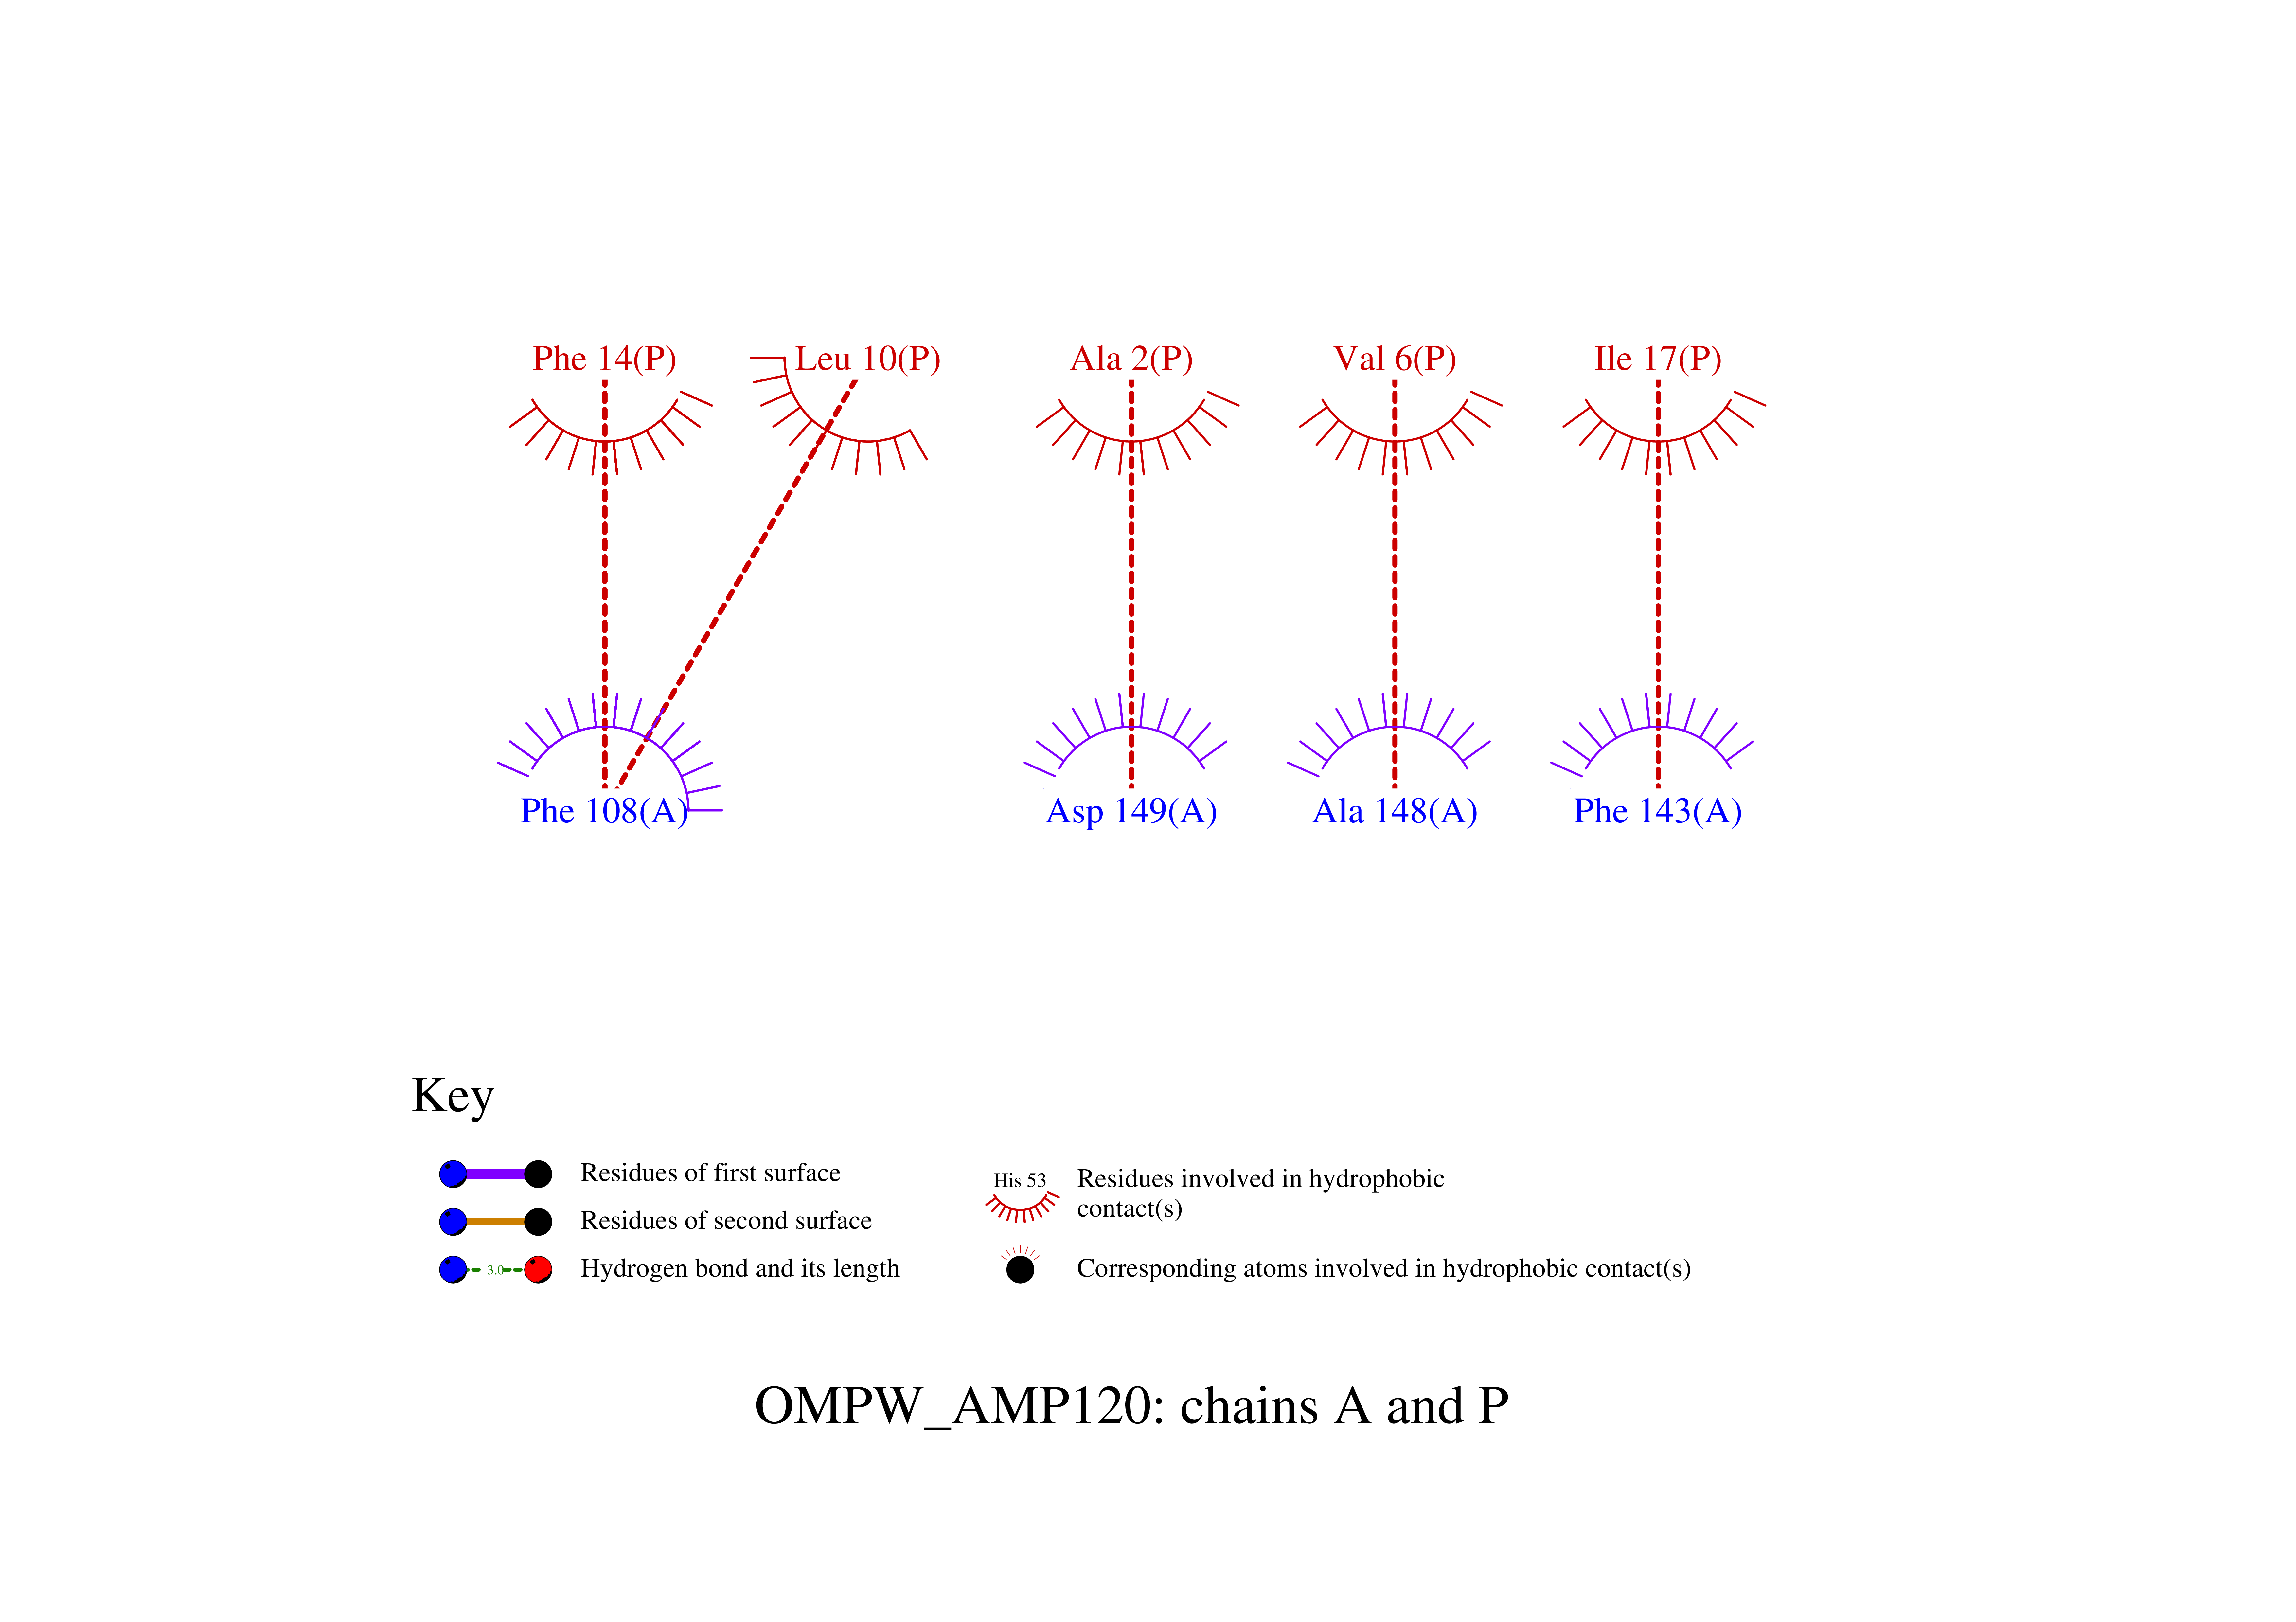 Phe 14(P)
Leu 10(P)
Ala 2(P)
Val 6(P)
Ile 17(P)
Phe 108(A)
Asp 149(A)
Ala 148(A)
Phe 143(A)
Key
Residues of first surface
Residues of second surface
3.0
Hydrogen bond and its length
His 53
Residues involved in hydrophobic
contact(s)
Corresponding atoms involved in hydrophobic contact(s)
OMPW_AMP120: chains A and P